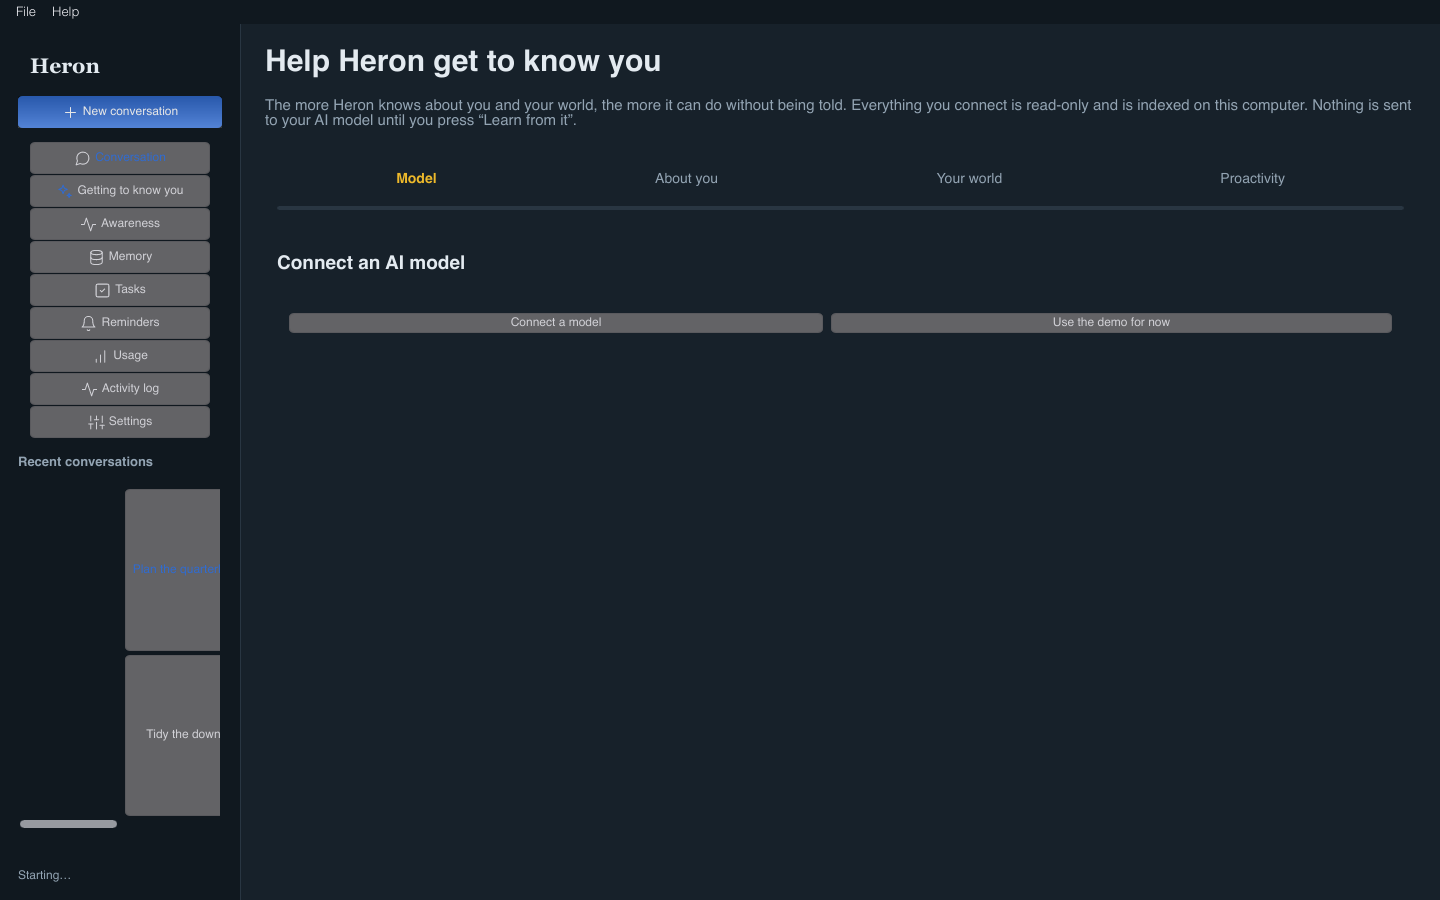 File Help
Heron
New conversation
Conversation
Getting to know you
Awareness
Memory
Tasks
Reminders
Usage
Activity log
Settings
Recent conversations
Tidy the down
Starting…
Help Heron get to know you
The more Heron knows about you and your world, the more it can do without being told. Everything you connect is read-only and is indexed on this computer. Nothing is sent
to your AI model until you press “Learn from it”.
Model About you Your world Proactivity
Connect an AI model
Connect a model Use the demo for now